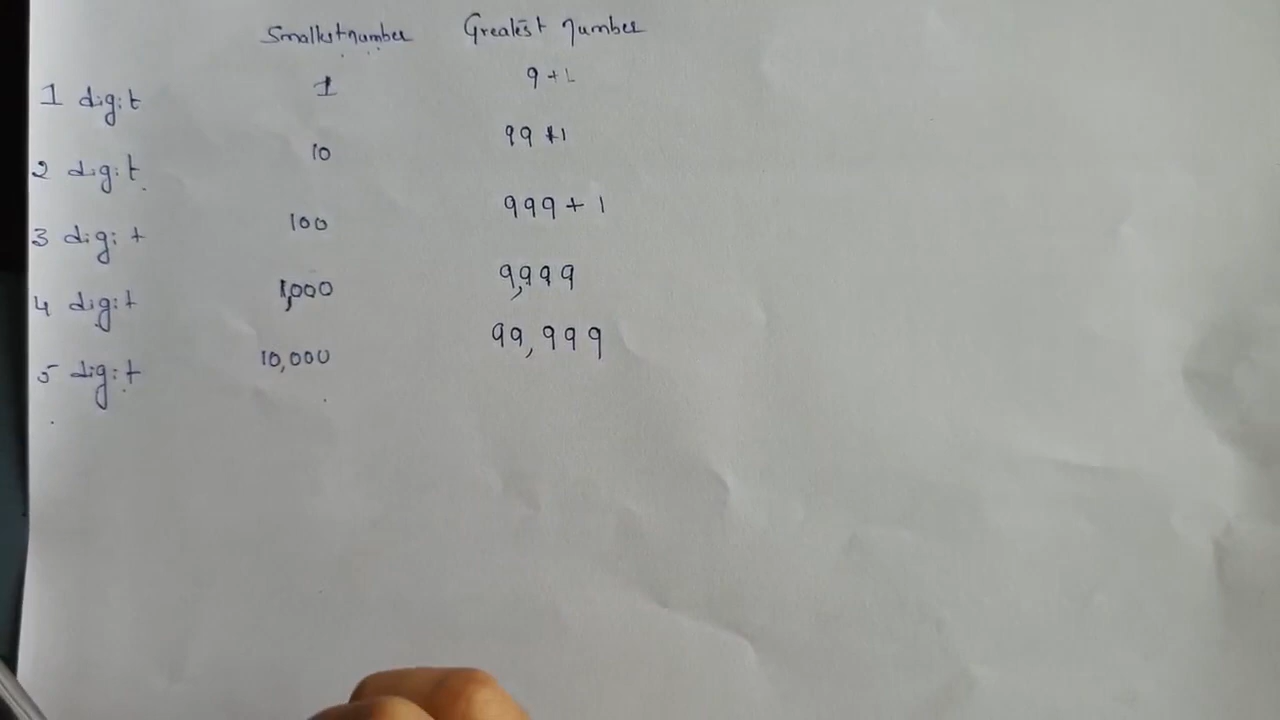 Smallest number Greatest number
1 digit 1 9 + 1
2 digit 10 99 + 1
3 digit 100 999 + 1
4 digit 1,000 9,999
5 digit 10,000 99,999